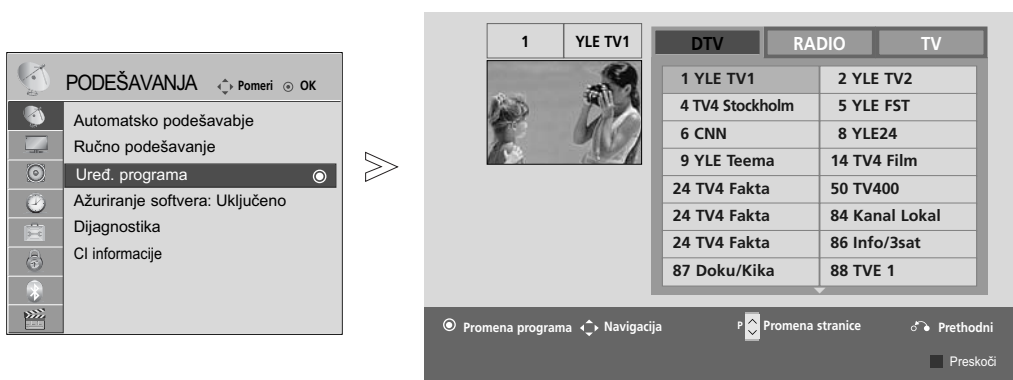 PODEŠAVANJA Pomeri OK
Automatsko podešavabje
Ručno podešavanje
Uređ. programa
Ažuriranje softvera: Uključeno
Dijagnostika
CI informacije
1 YLE TV1
DTV RADIO TV
1 YLE TV1 2 YLE TV2
4 TV4 Stockholm 5 YLE FST
6 CNN 8 YLE24
9 YLE Teema 14 TV4 Film
24 TV4 Fakta 50 TV400
24 TV4 Fakta 84 Kanal Lokal
24 TV4 Fakta 86 Info/3sat
87 Doku/Kika 88 TVE 1
Promena programa Navigacija P Promena stranice Prethodni
Preskoči